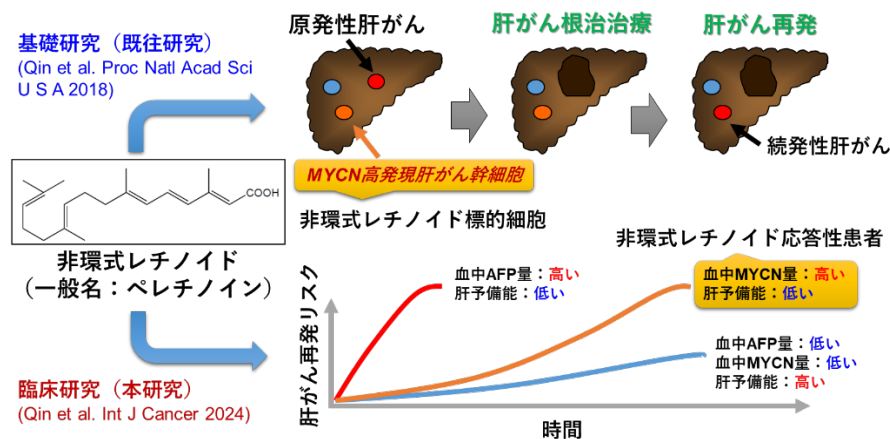 基礎研究（既往研究）
(Qin et al. Proc Natl Acad Sci
U S A 2018)
原発性肝がん
肝がん根治治療
肝がん再発
続発性肝がん
MYCN高発現肝がん幹細胞
非環式レチノイド標的細胞
COOH
非環式レチノイド
（一般名：ペレチノイン）
臨床研究（本研究）
(Qin et al. Int J Cancer 2024)
非環式レチノイド応答性患者
血中AFP量：高い
肝予備能：低い
血中MYCN量：高い
肝予備能：低い
血中AFP量：低い
血中MYCN量：低い
肝予備能：高い
肝がん再発リスク
時間